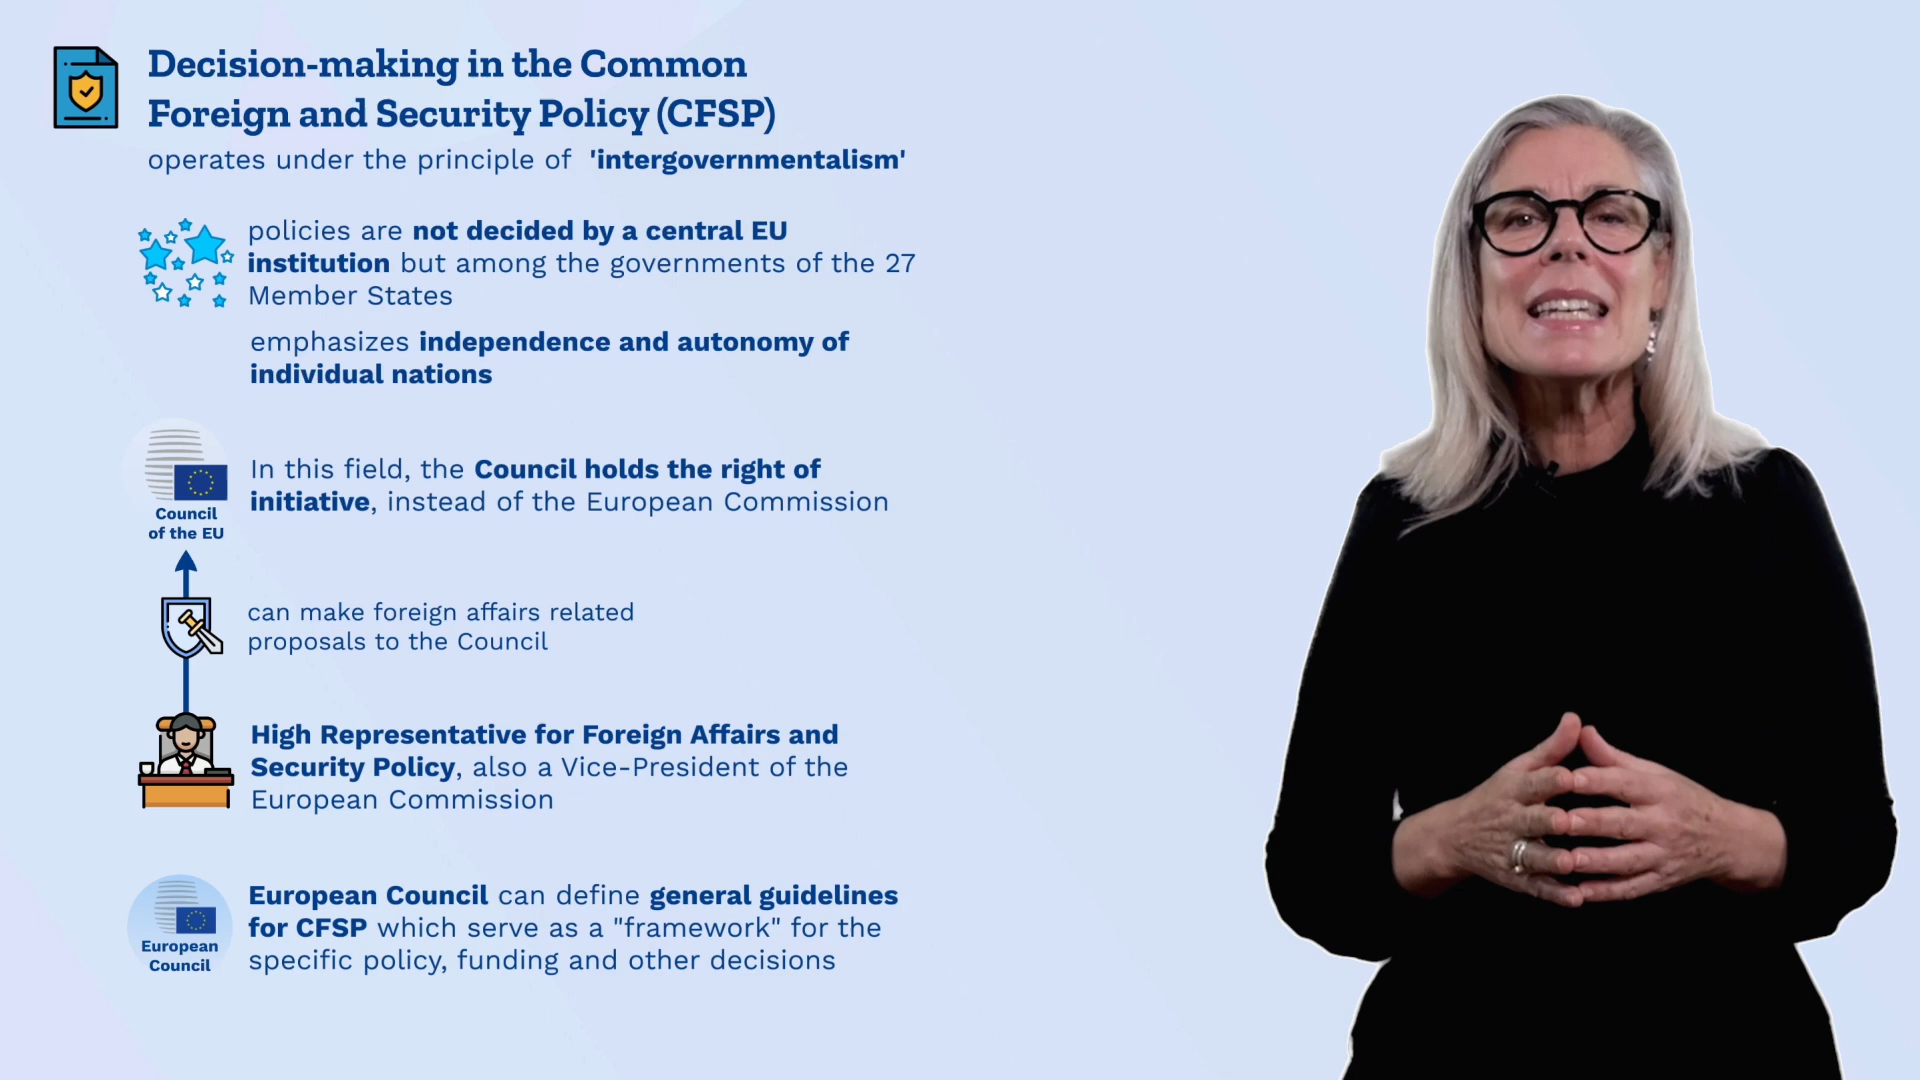 Decision-making in the Common
Foreign and Security Policy (CFSP)
operates under the principle of 'intergovernmentalism'
policies are not decided by a central EU
institution but among the governments of the 27
Member States
emphasizes independence and autonomy of
individual nations
Council
of the EU
In this field, the Council holds the right of
initiative, instead of the European Commission
can make foreign affairs related
proposals to the Council
High Representative for Foreign Affairs and
Security Policy, also a Vice-President of the
European Commission
European
Council
European Council can define general guidelines
for CFSP which serve as a "framework" for the
specific policy, funding and other decisions